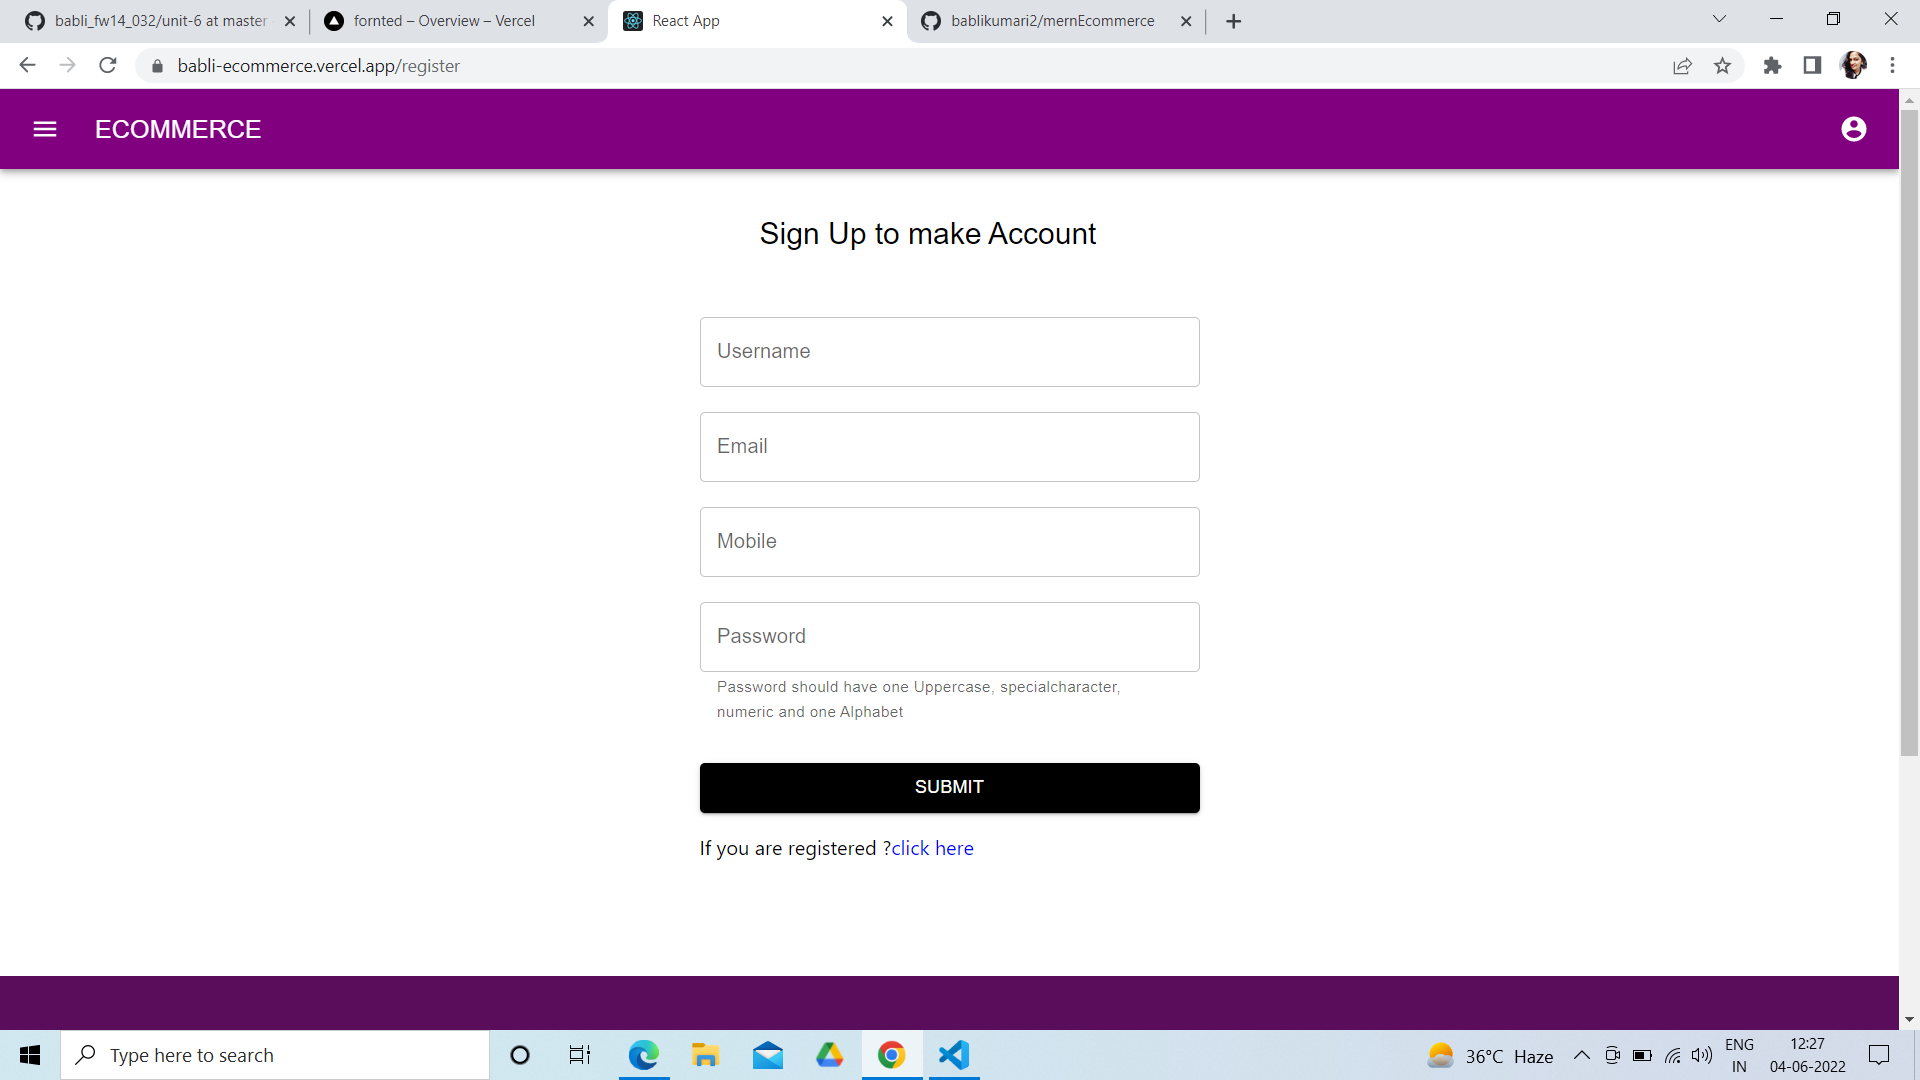 babli_fw14_032/unit-6 at master
fornted – Overview – Vercel
React App
bablikumari2/mernEcommerce
babli-ecommerce.vercel.app/register
ECOMMERCE
Sign Up to make Account
Username
Email
Mobile
Password
Password should have one Uppercase, specialcharacter,
numeric and one Alphabet
SUBMIT
If you are registered ?click here
Type here to search
36°C Haze
ENG
IN
12:27
04-06-2022